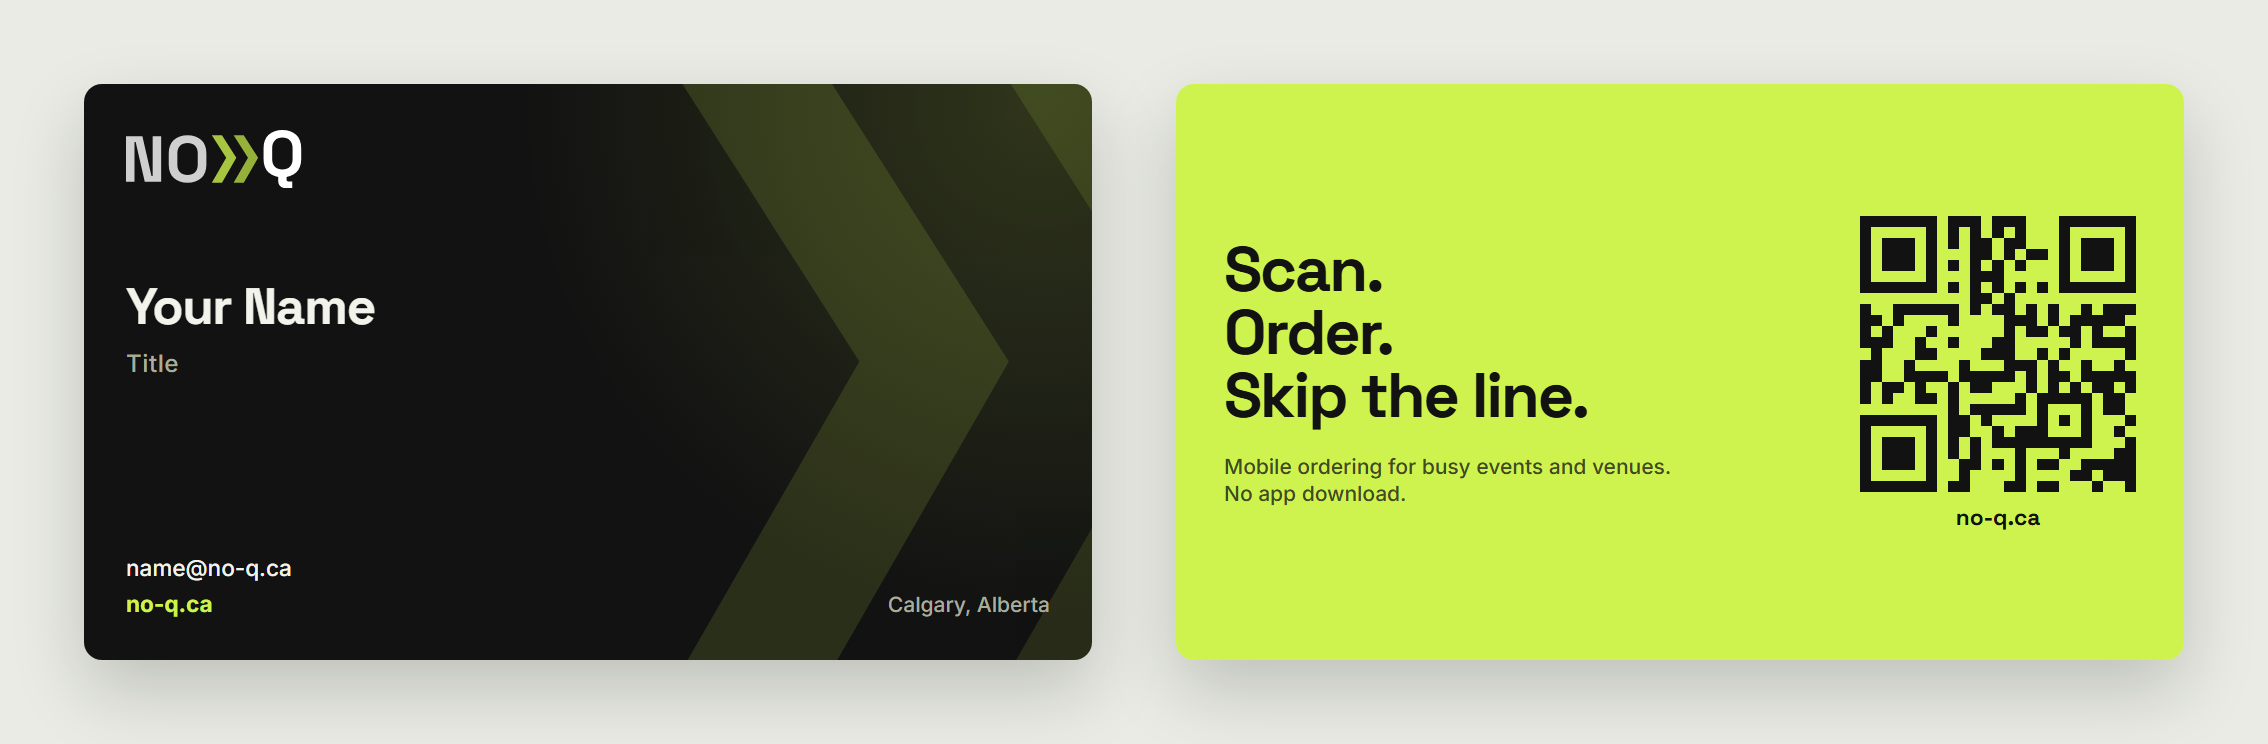 NO»Q
Your Name
Title
name@no-q.ca
no-q.ca
Calgary, Alberta
Scan.
Order.
Skip the line.
Mobile ordering for busy events and venues.
No app download.
no-q.ca